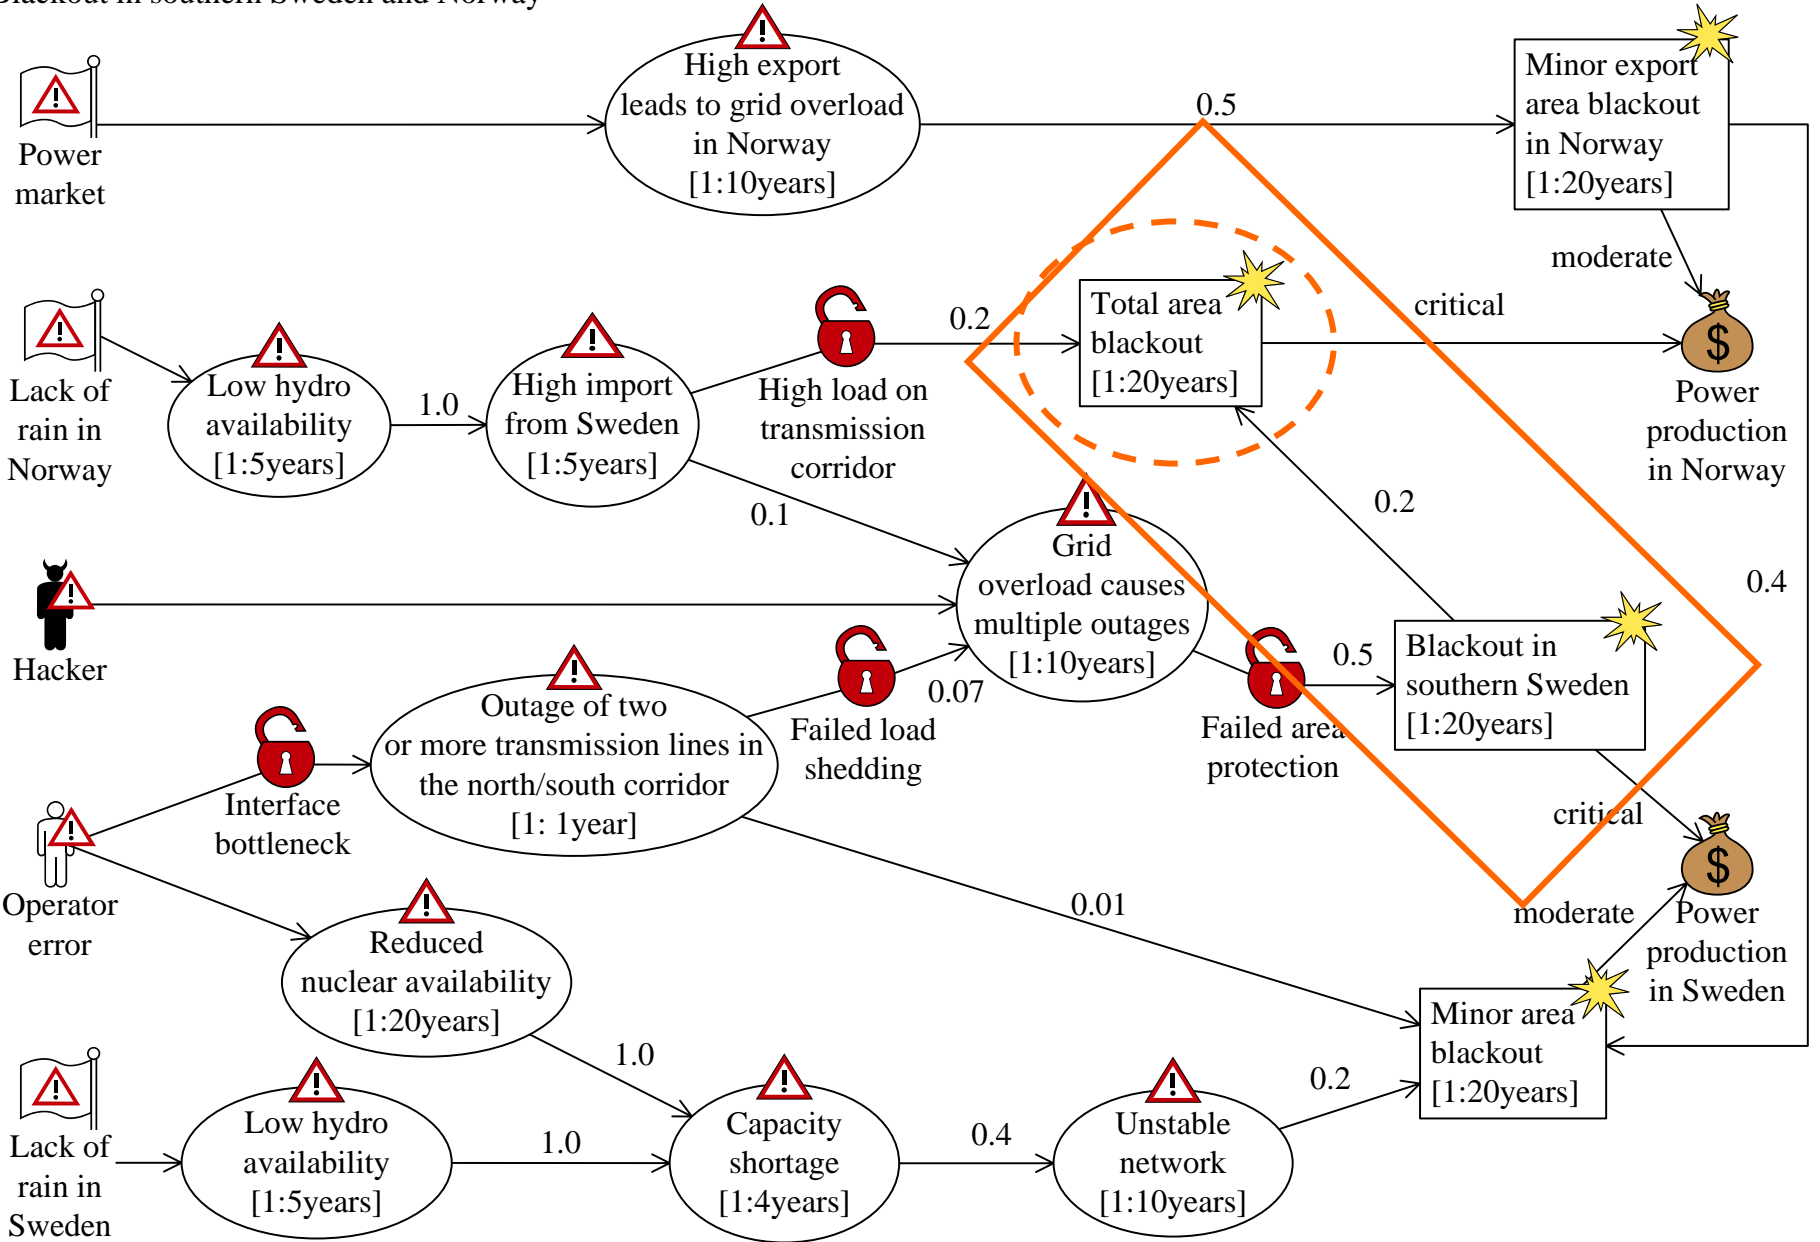 Blackout in southern Sweden and Norway
High export
leads to grid overload
in Norway
[1:10years]
0.5
Minor export
area blackout
in Norway
[1:20years]
Power
market
moderate
Lack of
rain in
Norway
Low hydro
availability
[1:5years]
1.0
High import
from Sweden
[1:5years]
High load on
transmission
corridor
0.2
Total area
blackout
[1:20years]
critical
$
Power
production
in Norway
0.1
0.2
Hacker
Grid
overload causes
multiple outages
[1:10years]
0.4
Interface
bottleneck
Outage of two
or more transmission lines in
the north/south corridor
[1: 1year]
Failed load
shedding
0.07
Failed area
protection
0.5
Blackout in
southern Sweden
[1:20years]
critical
$
Power
production
in Sweden
Operator
error
Reduced
nuclear availability
[1:20years]
0.01
moderate
1.0
Minor area
blackout
[1:20years]
Lack of
rain in
Sweden
Low hydro
availability
[1:5years]
1.0
Capacity
shortage
[1:4years]
0.4
Unstable
network
[1:10years]
0.2